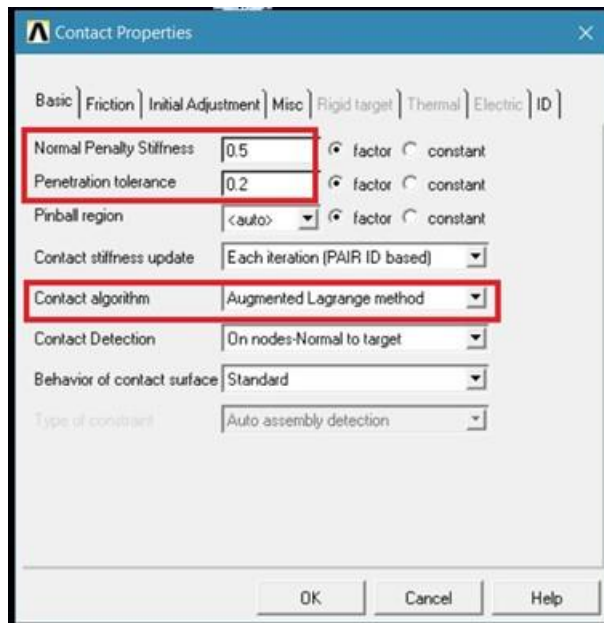 Contact Properties
Basic Friction Initial Adjustment Misc Rigid target Thermal Electric ID
Normal Penalty Stiffness 0.5 factor constant
Penetration tolerance 0.2 factor constant
Pinball region <auto> factor constant
Contact stiffness update Each iteration (PAIR ID based)
Contact algorithm Augmented Lagrange method
Contact Detection On nodes-Normal to target
Behavior of contact surface Standard
Type of constraint Auto assembly detection
OK Cancel Help